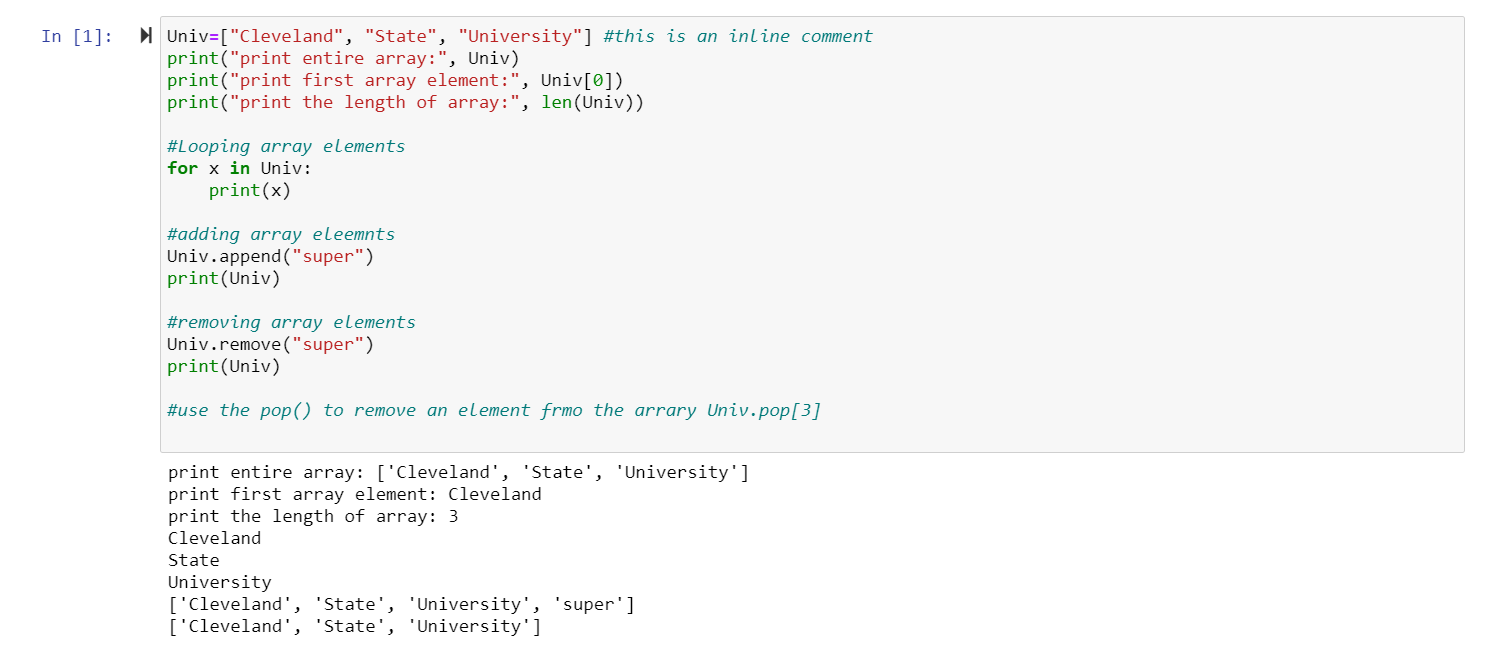 In [1]:
Univ=["Cleveland", "State", "University"] #this is an inline comment
print("print entire array:", Univ)
print("print first array element:", Univ[0])
print("print the length of array:", len(Univ))
#Looping array elements
for x in Univ:
    print(x)
#adding array eleemnts
Univ.append("super")
print(Univ)
#removing array elements
Univ.remove("super")
print(Univ)
#use the pop() to remove an element frmo the arrary Univ.pop[3]
print entire array: ['Cleveland', 'State', 'University']
print first array element: Cleveland
print the length of array: 3
Cleveland
State
University
['Cleveland', 'State', 'University', 'super']
['Cleveland', 'State', 'University']